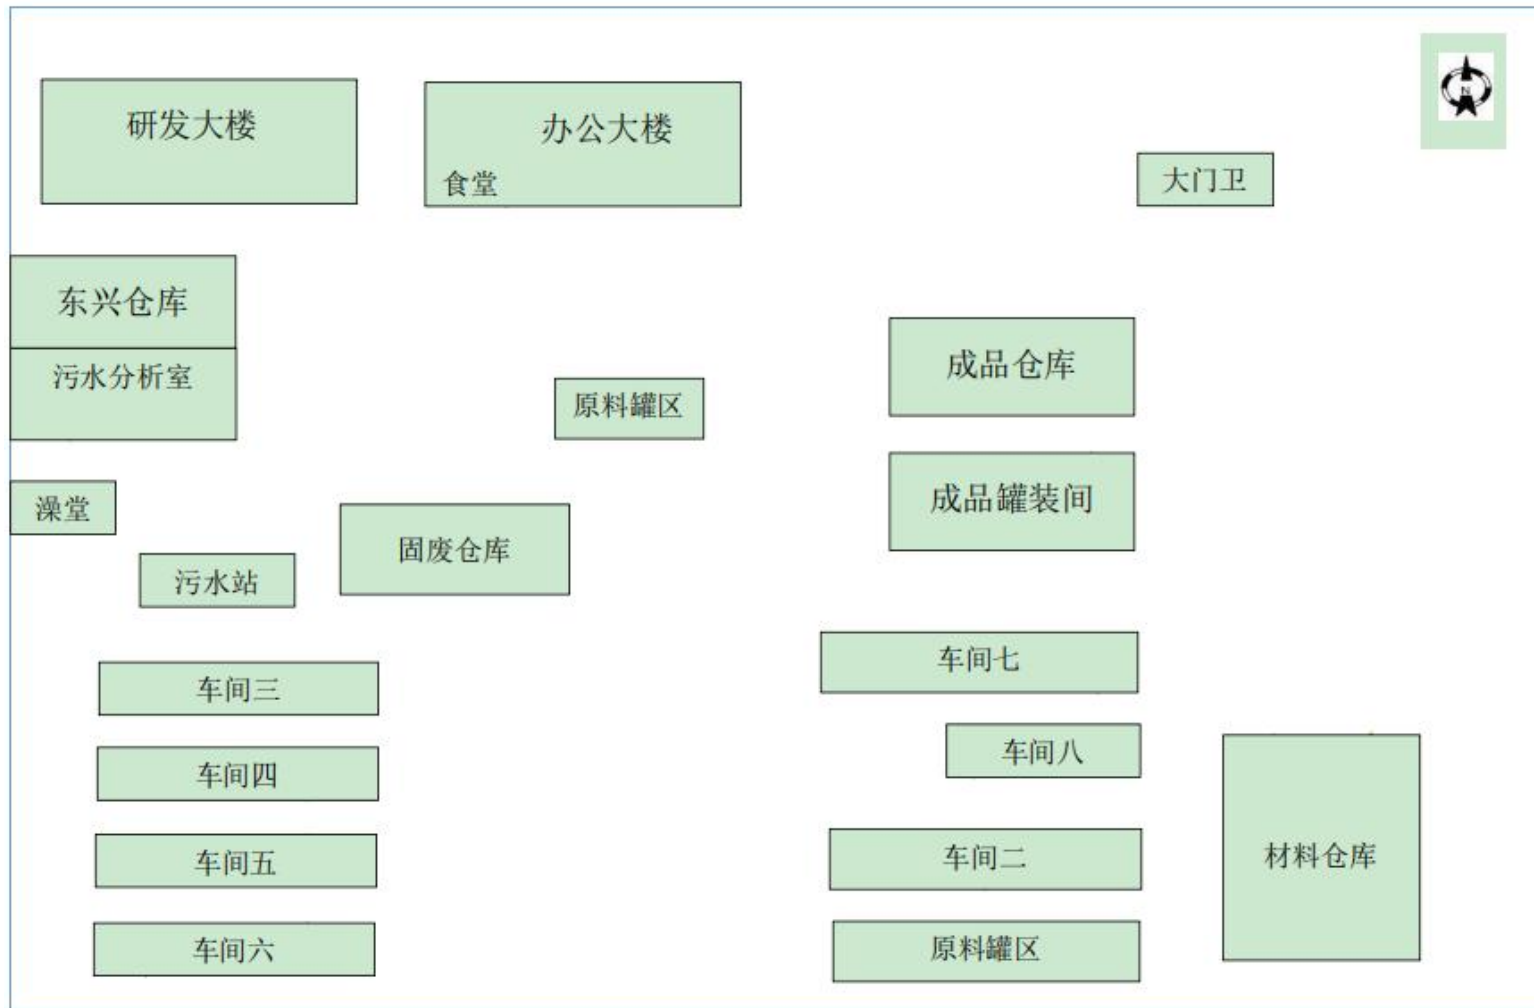 研发大楼
办公大楼
食堂
N
大门卫
东兴仓库
污水分析室
原料罐区
成品仓库
澡堂
成品罐装间
固废仓库
污水站
车间七
车间三
车间八
车间四
车间二
材料仓库
车间五
车间六
原料罐区